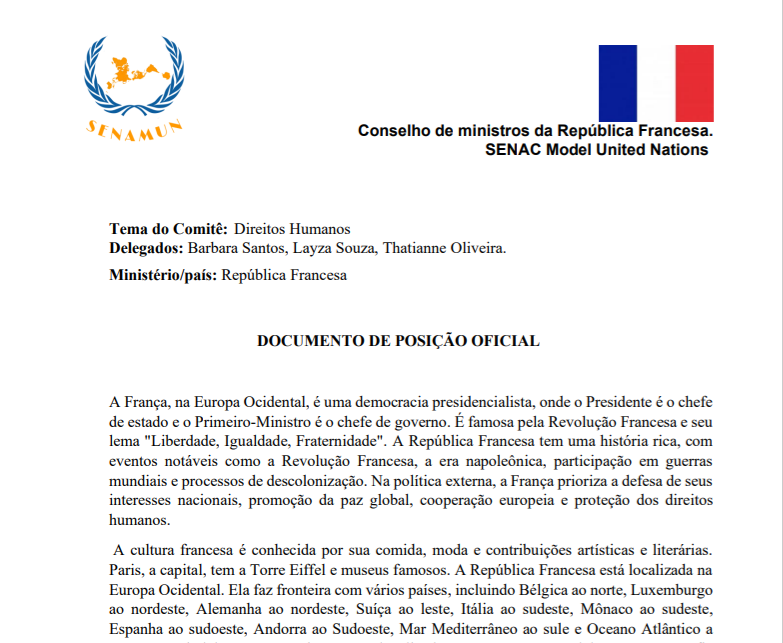 SENAMUN
Conselho de ministros da República Francesa.
SENAC Model United Nations
Tema do Comitê: Direitos Humanos
Delegados: Barbara Santos, Layza Souza, Thatianne Oliveira.
Ministério/país: República Francesa
DOCUMENTO DE POSIÇÃO OFICIAL
A França, na Europa Ocidental, é uma democracia presidencialista, onde o Presidente é o chefe
de estado e o Primeiro-Ministro é o chefe de governo. É famosa pela Revolução Francesa e seu
lema "Liberdade, Igualdade, Fraternidade". A República Francesa tem uma história rica, com
eventos notáveis como a Revolução Francesa, a era napoleônica, participação em guerras
mundiais e processos de descolonização. Na política externa, a França prioriza a defesa de seus
interesses nacionais, promoção da paz global, cooperação europeia e proteção dos direitos
humanos.
A cultura francesa é conhecida por sua comida, moda e contribuições artísticas e literárias.
Paris, a capital, tem a Torre Eiffel e museus famosos. A República Francesa está localizada na
Europa Ocidental. Ela faz fronteira com vários países, incluindo Bélgica ao norte, Luxemburgo
ao nordeste, Alemanha ao nordeste, Suíça ao leste, Itália ao sudeste, Mônaco ao sudeste,
Espanha ao sudoeste, Andorra ao Sudoeste, Mar Mediterrâneo ao sule e Oceano Atlântico a